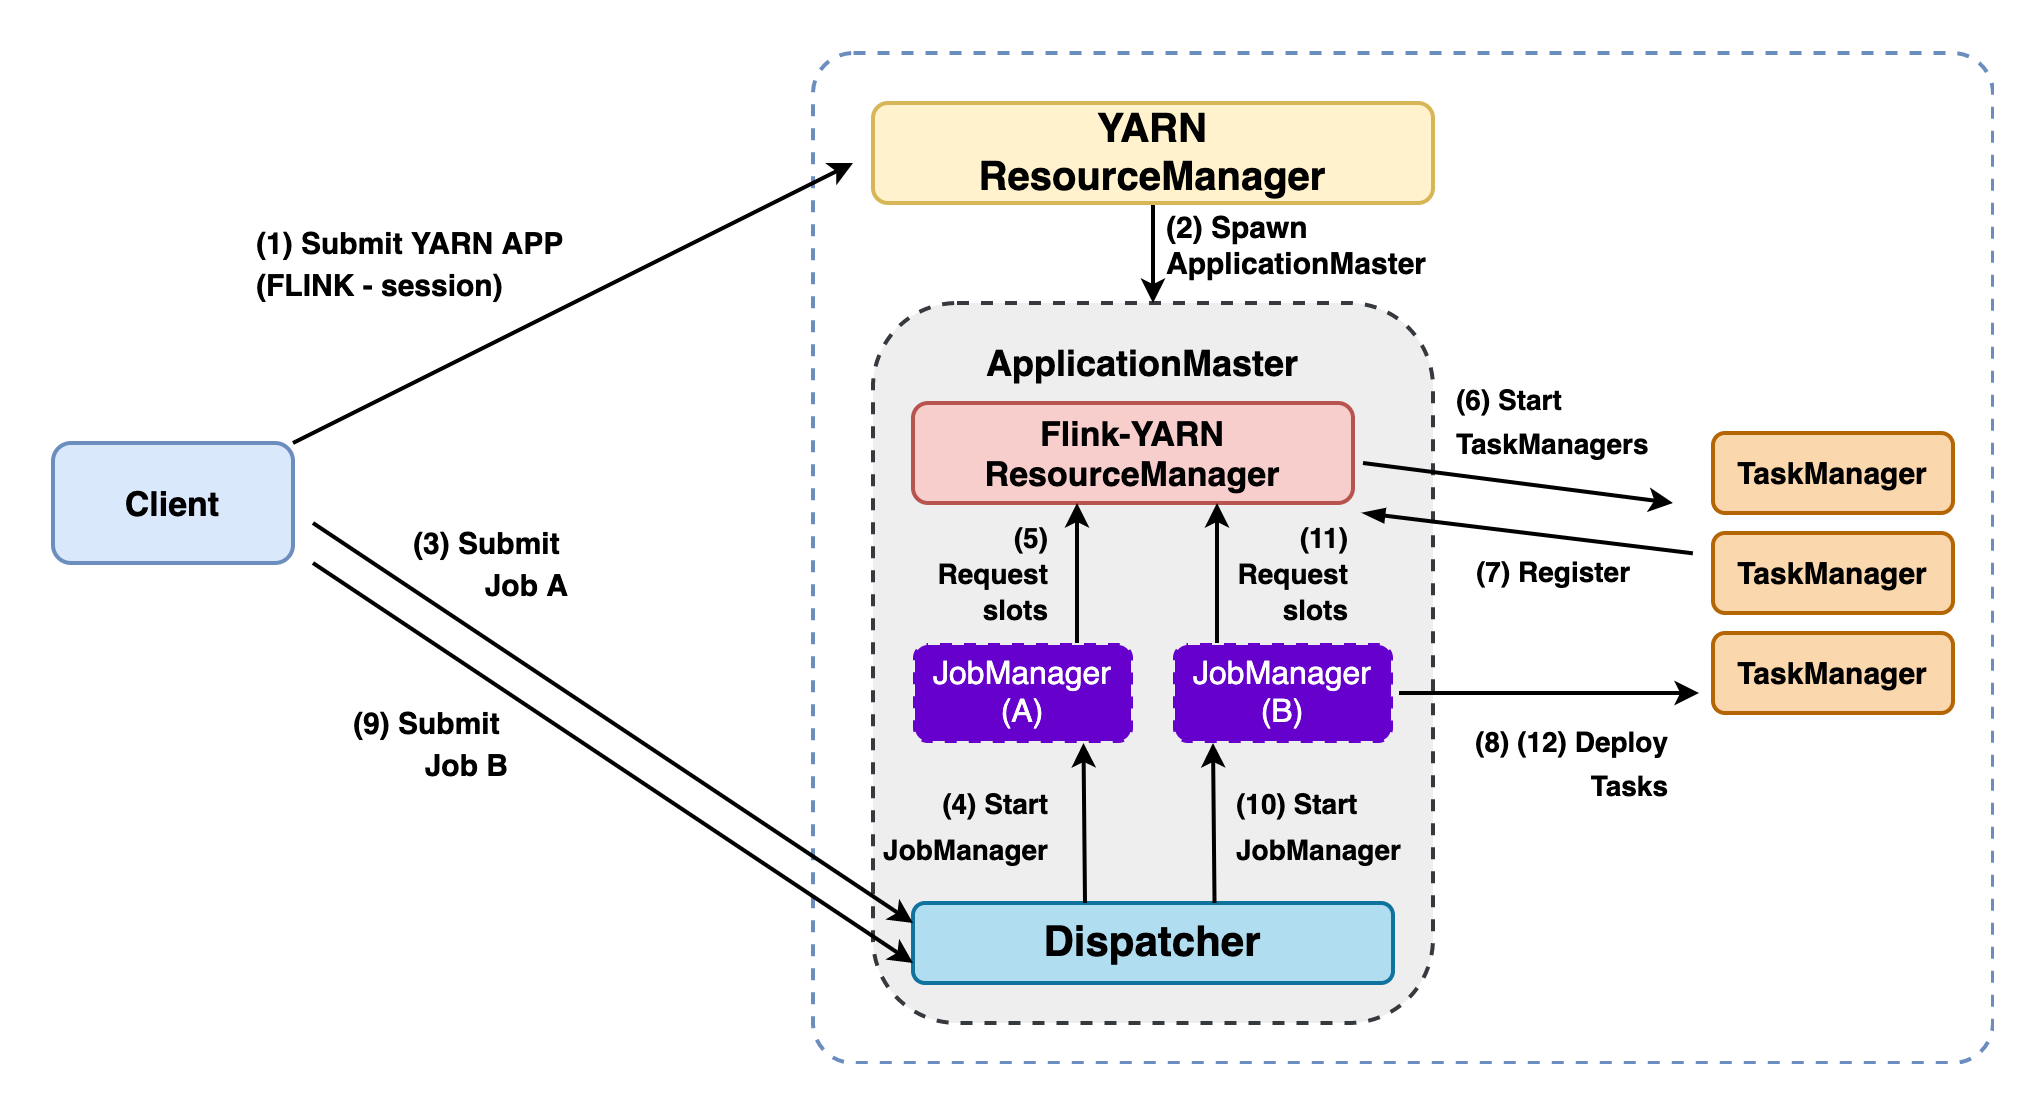 YARN
ResourceManager
(1) Submit YARN APP
(FLINK - session)
(2) Spawn
ApplicationMaster
ApplicationMaster
Flink-YARN
ResourceManager
(6) Start
TaskManagers
TaskManager
Client
(3) Submit
Job A
(5)
Request
slots
(11)
Request
slots
(7) Register
TaskManager
JobManager
(A)
JobManager
(B)
TaskManager
(9) Submit
Job B
(8) (12) Deploy
Tasks
(4) Start
JobManager
(10) Start
JobManager
Dispatcher